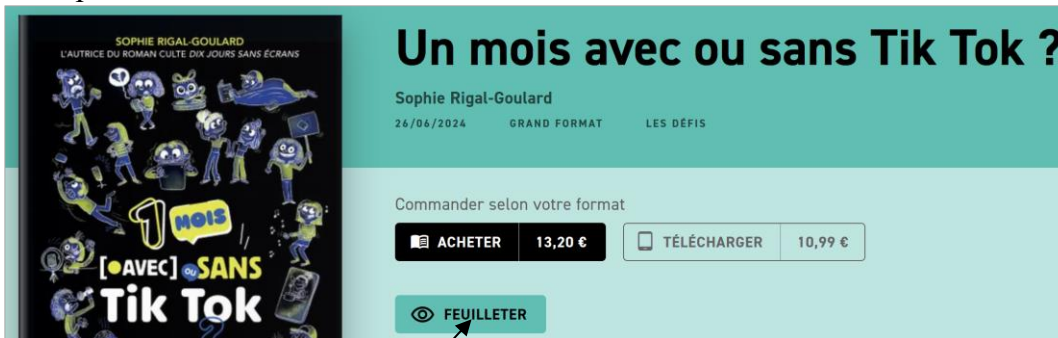 SOPHIE RIGAL-GOULARD
L'AUTRICE DU ROMAN CULTE DIX JOURS SANS ÉCRANS
1 MOIS
[AVEC] OU SANS
Tik Tok
?
Un mois avec ou sans Tik Tok ?
Sophie Rigal-Goulard
26/06/2024 GRAND FORMAT LES DÉFIS
Commander selon votre format
ACHETER 13,20 € TÉLÉCHARGER 10,99 €
FEUILLETER